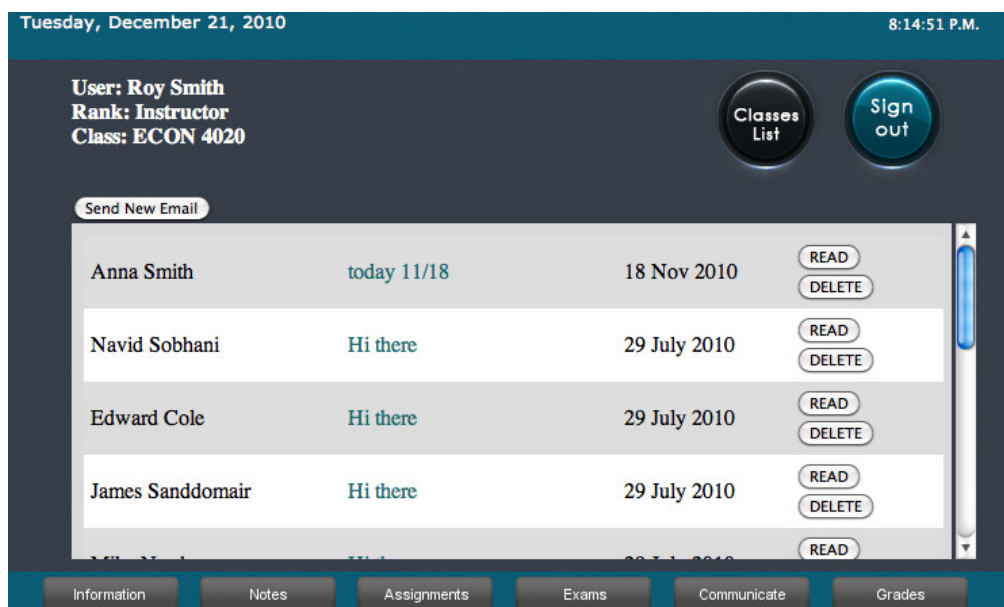 Tuesday, December 21, 2010 8:14:51 P.M.
User: Roy Smith
Rank: Instructor
Class: ECON 4020
Classes
List
Sign
out
Send New Email
Anna Smith today 11/18 18 Nov 2010 READ
DELETE
Navid Sobhani Hi there 29 July 2010 READ
DELETE
Edward Cole Hi there 29 July 2010 READ
DELETE
James Sanddomair Hi there 29 July 2010 READ
DELETE
READ
Information Notes Assignments Exams Communicate Grades